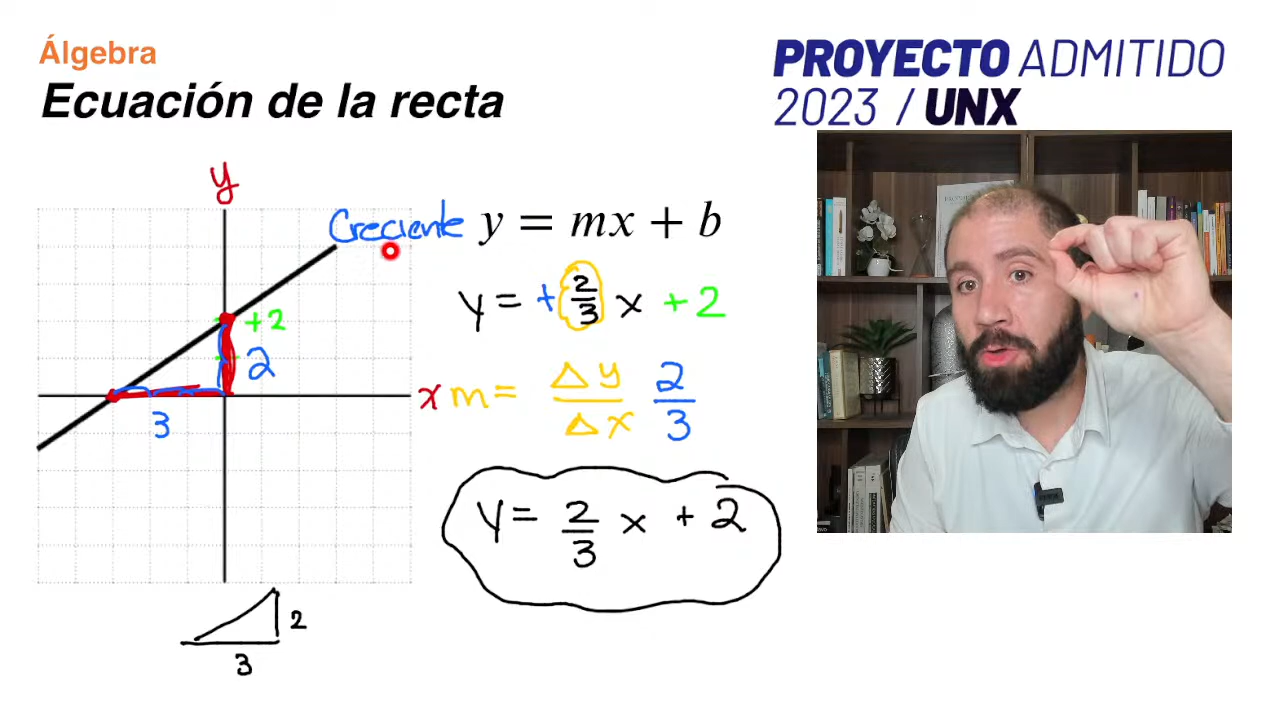 Álgebra
Ecuación de la recta
PROYECTO ADMITIDO
2023 / UNX
y
Creciente
y = mx + b
y = + 2/3 x + 2
+2
2
3
x
m = Δy/Δx 2/3
y = 2/3 x + 2
2
3